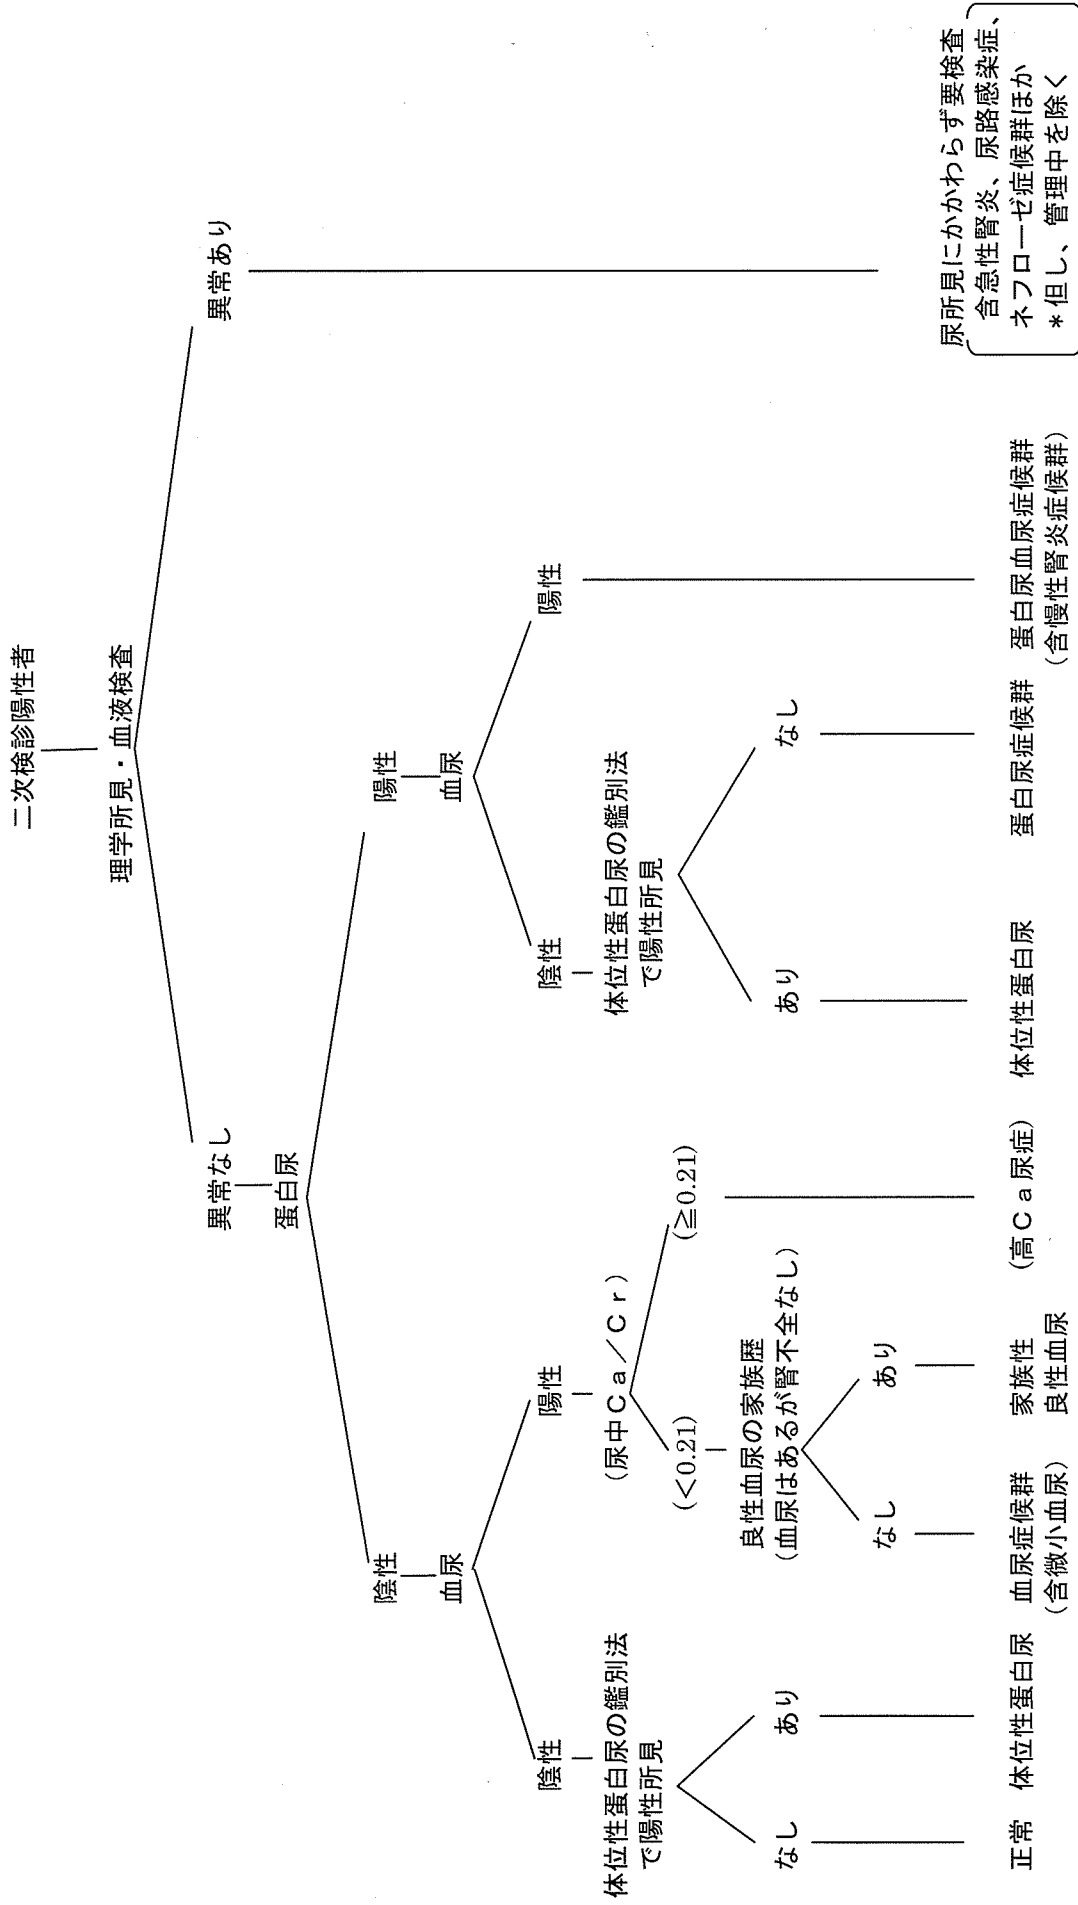 二次検診陽性者
理学所見・血液検査
異常なし
異常あり
蛋白尿
陰性
陽性
血尿
血尿
陰性
陽性
陰性
陽性
体位性蛋白尿の鑑別法
で陽性所見
(尿中Ca/Cr)
体位性蛋白尿の鑑別法
で陽性所見
(<0.21)
(≧0.21)
良性血尿の家族歴
(血尿はあるが腎不全なし)
なし
あり
あり
なし
なし
あり
正常
体位性蛋白尿
血尿症候群
(含微小血尿)
家族性
良性血尿
(高Ca尿症)
体位性蛋白尿
蛋白尿症候群
蛋白尿血尿症候群
(含慢性腎炎症候群)
尿所見にかかわらず要検査
含急性腎炎、尿路感染症、
ネフローゼ症候群ほか
*但し、管理中を除く